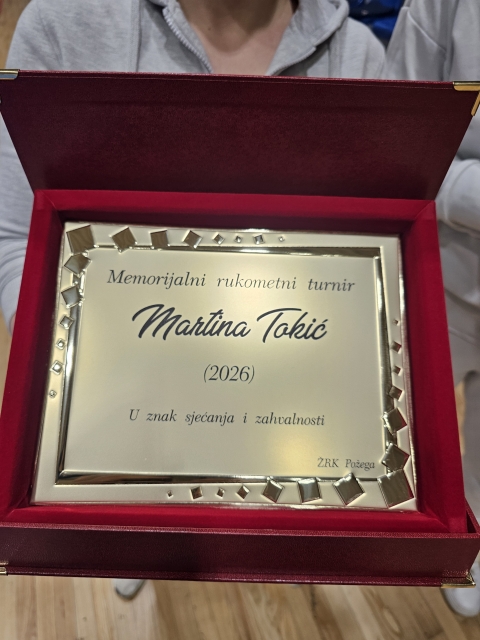 Memorijalni rukometni turnir
Martina Tokić
(2026)
U znak sjećanja i zahvalnosti
ŽRK Požega